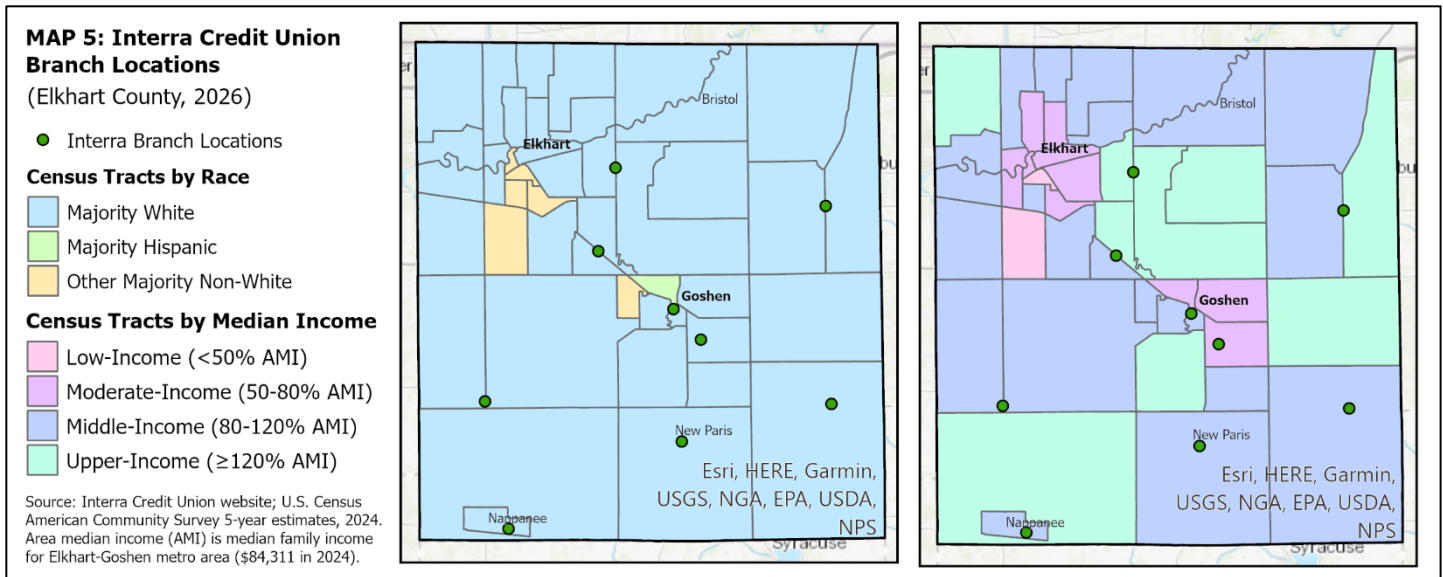 MAP 5: Interra Credit Union
Branch Locations
(Elkhart County, 2026)
Interra Branch Locations
Census Tracts by Race
Majority White
Majority Hispanic
Other Majority Non-White
Census Tracts by Median Income
Low-Income (<50% AMI)
Moderate-Income (50-80% AMI)
Middle-Income (80-120% AMI)
Upper-Income (≥120% AMI)
Source: Interra Credit Union website; U.S. Census
American Community Survey 5-year estimates, 2024.
Area median income (AMI) is median family income
for Elkhart-Goshen metro area ($84,311 in 2024).
Bristol
Elkhart
Goshen
New Paris
Nappanee
Esri, HERE, Garmin,
USGS, NGA, EPA, USDA,
NPS
Syracuse
Bristol
Elkhart
Goshen
New Paris
Nappanee
Esri, HERE, Garmin,
USGS, NGA, EPA, USDA,
NPS
Syracuse